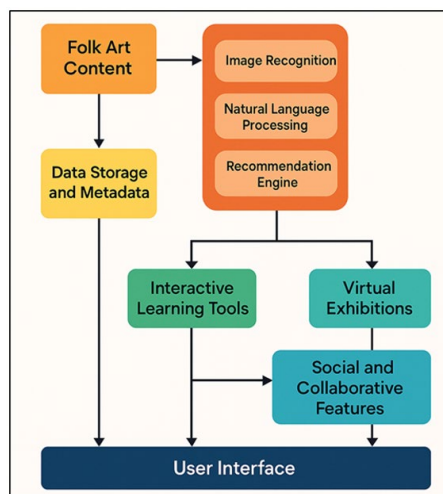 Folk Art
Content
Image Recognition
Natural Language
Processing
Recommendation
Engine
Data Storage
and Metadata
Interactive
Learning Tools
Virtual
Exhibitions
Social and
Collaborative
Features
User Interface